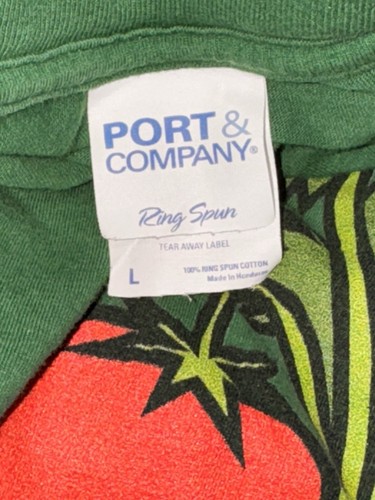 PORT &
COMPANY®
Ring Spun
TEAR AWAY LABEL
L
100% RING SPUN COTTON
Made In Honduras